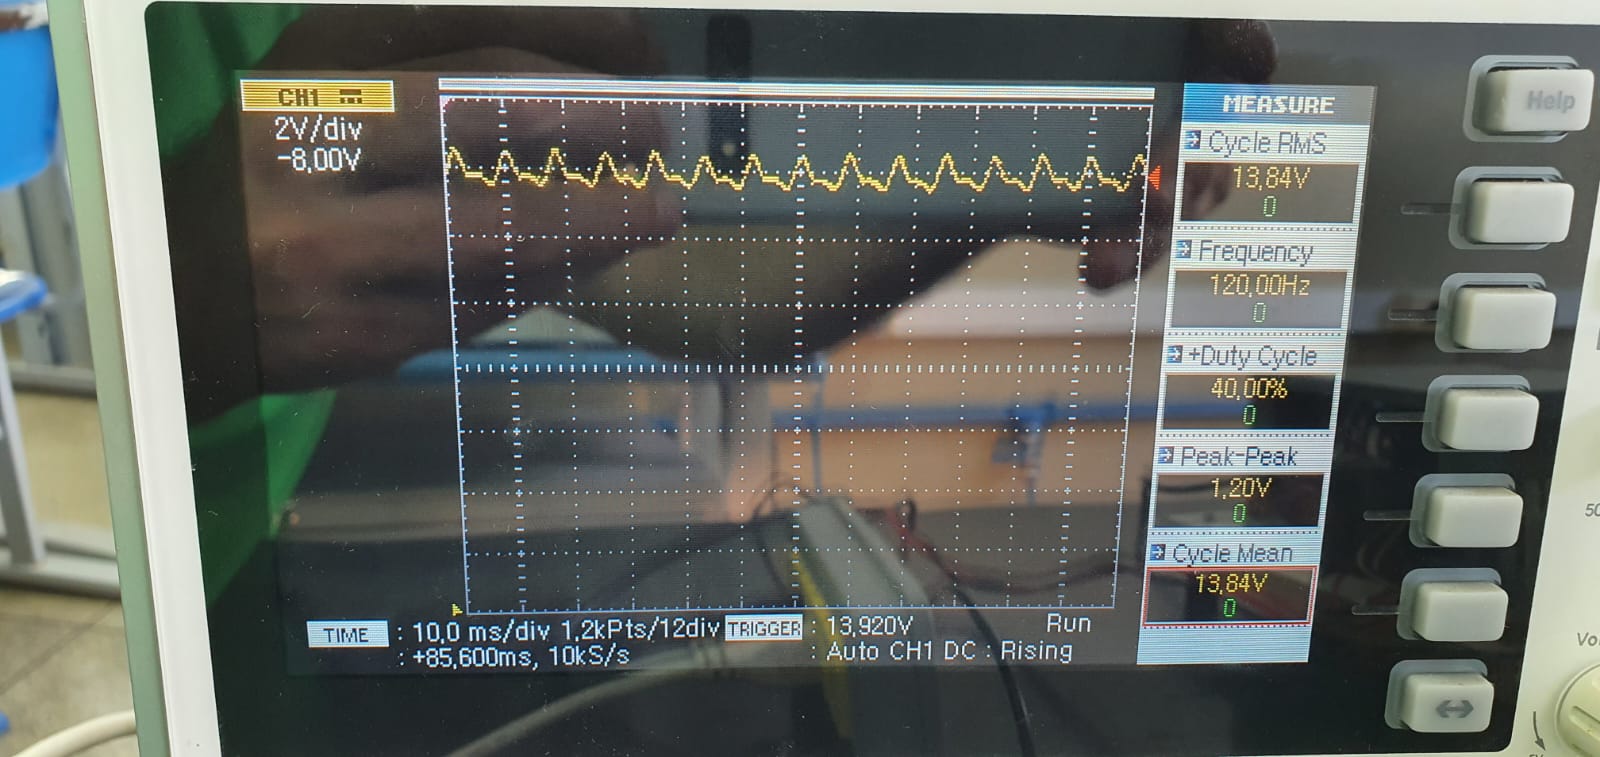 CH1
2V/div
-8,00V
MEASURE
Cycle RMS
13,84V
0
Frequency
120,00Hz
0
+Duty Cycle
40,00%
0
Peak-Peak
1,20V
0
Cycle Mean
13,84V
0
TIME : 10,0 ms/div 1,2kPts/12div TRIGGER : 13,920V Run
: +85,600ms, 10kS/s : Auto CH1 DC : Rising
Help
50
Vo